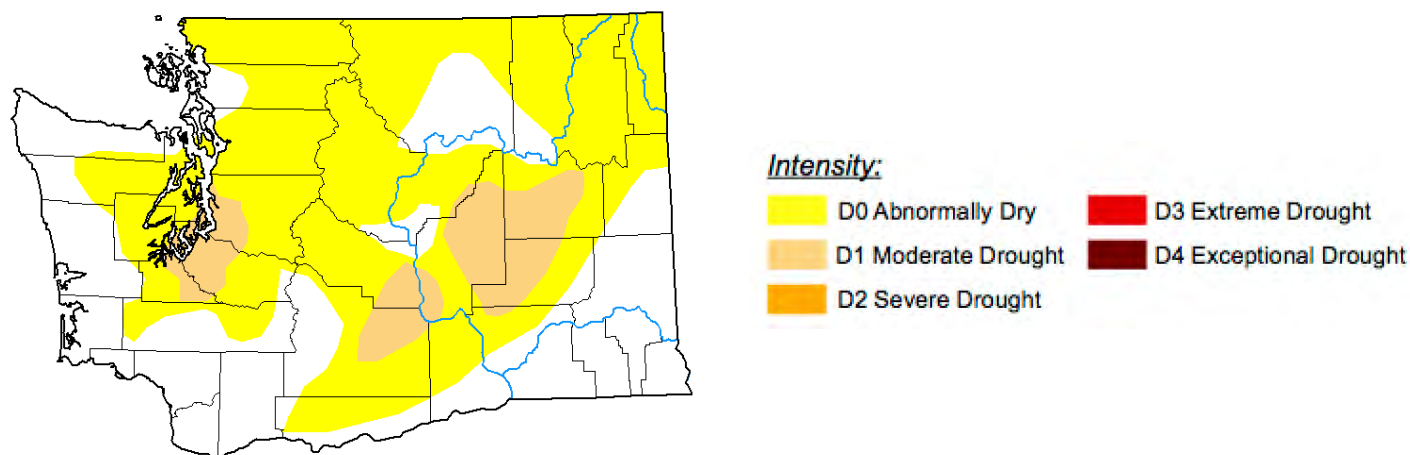 Intensity:
D0 Abnormally Dry
D1 Moderate Drought
D2 Severe Drought
D3 Extreme Drought
D4 Exceptional Drought